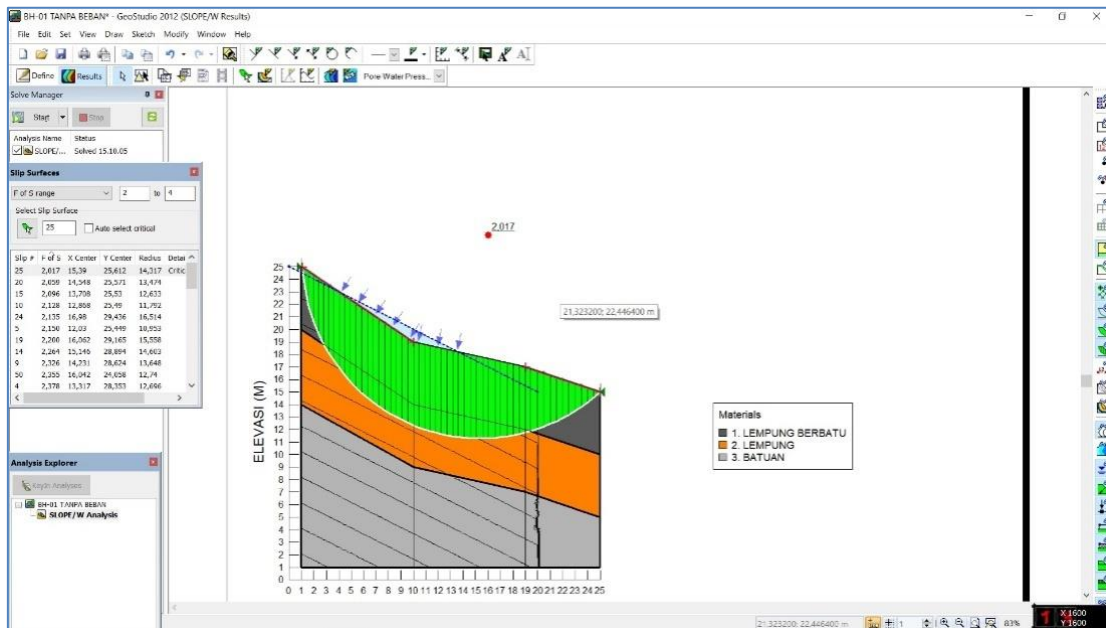 BH-01 TANPA BEBAN* - GeoStudio 2012 (SLOPE/W Results)
File Edit Set View Draw Sketch Modify Window Help
Define Results Pore-Water Press...
Solve Manager
Start Stop
Analysis Name Status
SLOPE/... Solved 15.18.05
Slip Surfaces
F of S range 2 to 4
Select Slip Surface
25 Auto select critical
Slip # F of S X Center Y Center Radius Detai
25 2,017 15,39 25,612 14,317 Critic
20 2,059 14,548 25,571 13,474
15 2,096 13,708 25,53 12,633
10 2,128 12,868 25,49 11,792
24 2,135 16,98 29,436 16,514
5 2,150 12,03 25,449 10,953
19 2,200 16,062 29,165 15,558
14 2,264 15,146 28,894 14,603
9 2,326 14,231 28,624 13,648
50 2,355 16,042 24,058 12,74
4 2,378 13,317 28,353 12,696
Analysis Explorer
KeyIn Analyses
BH-01 TANPA BEBAN
SLOPE/W Analysis
2,017
21,323200; 22,446400 m
ELEVASI (M)
25
24
23
22
21
20
19
18
17
16
15
14
13
12
11
10
9
8
7
6
5
4
3
2
1
0
0 1 2 3 4 5 6 7 8 9 10 11 12 13 14 15 16 17 18 19 20 21 22 23 24 25
Materials
1. LEMPUNG BERBATU
2. LEMPUNG
3. BATUAN
21,323200; 22,446400 m 1 83%
X 1600
Y 1600